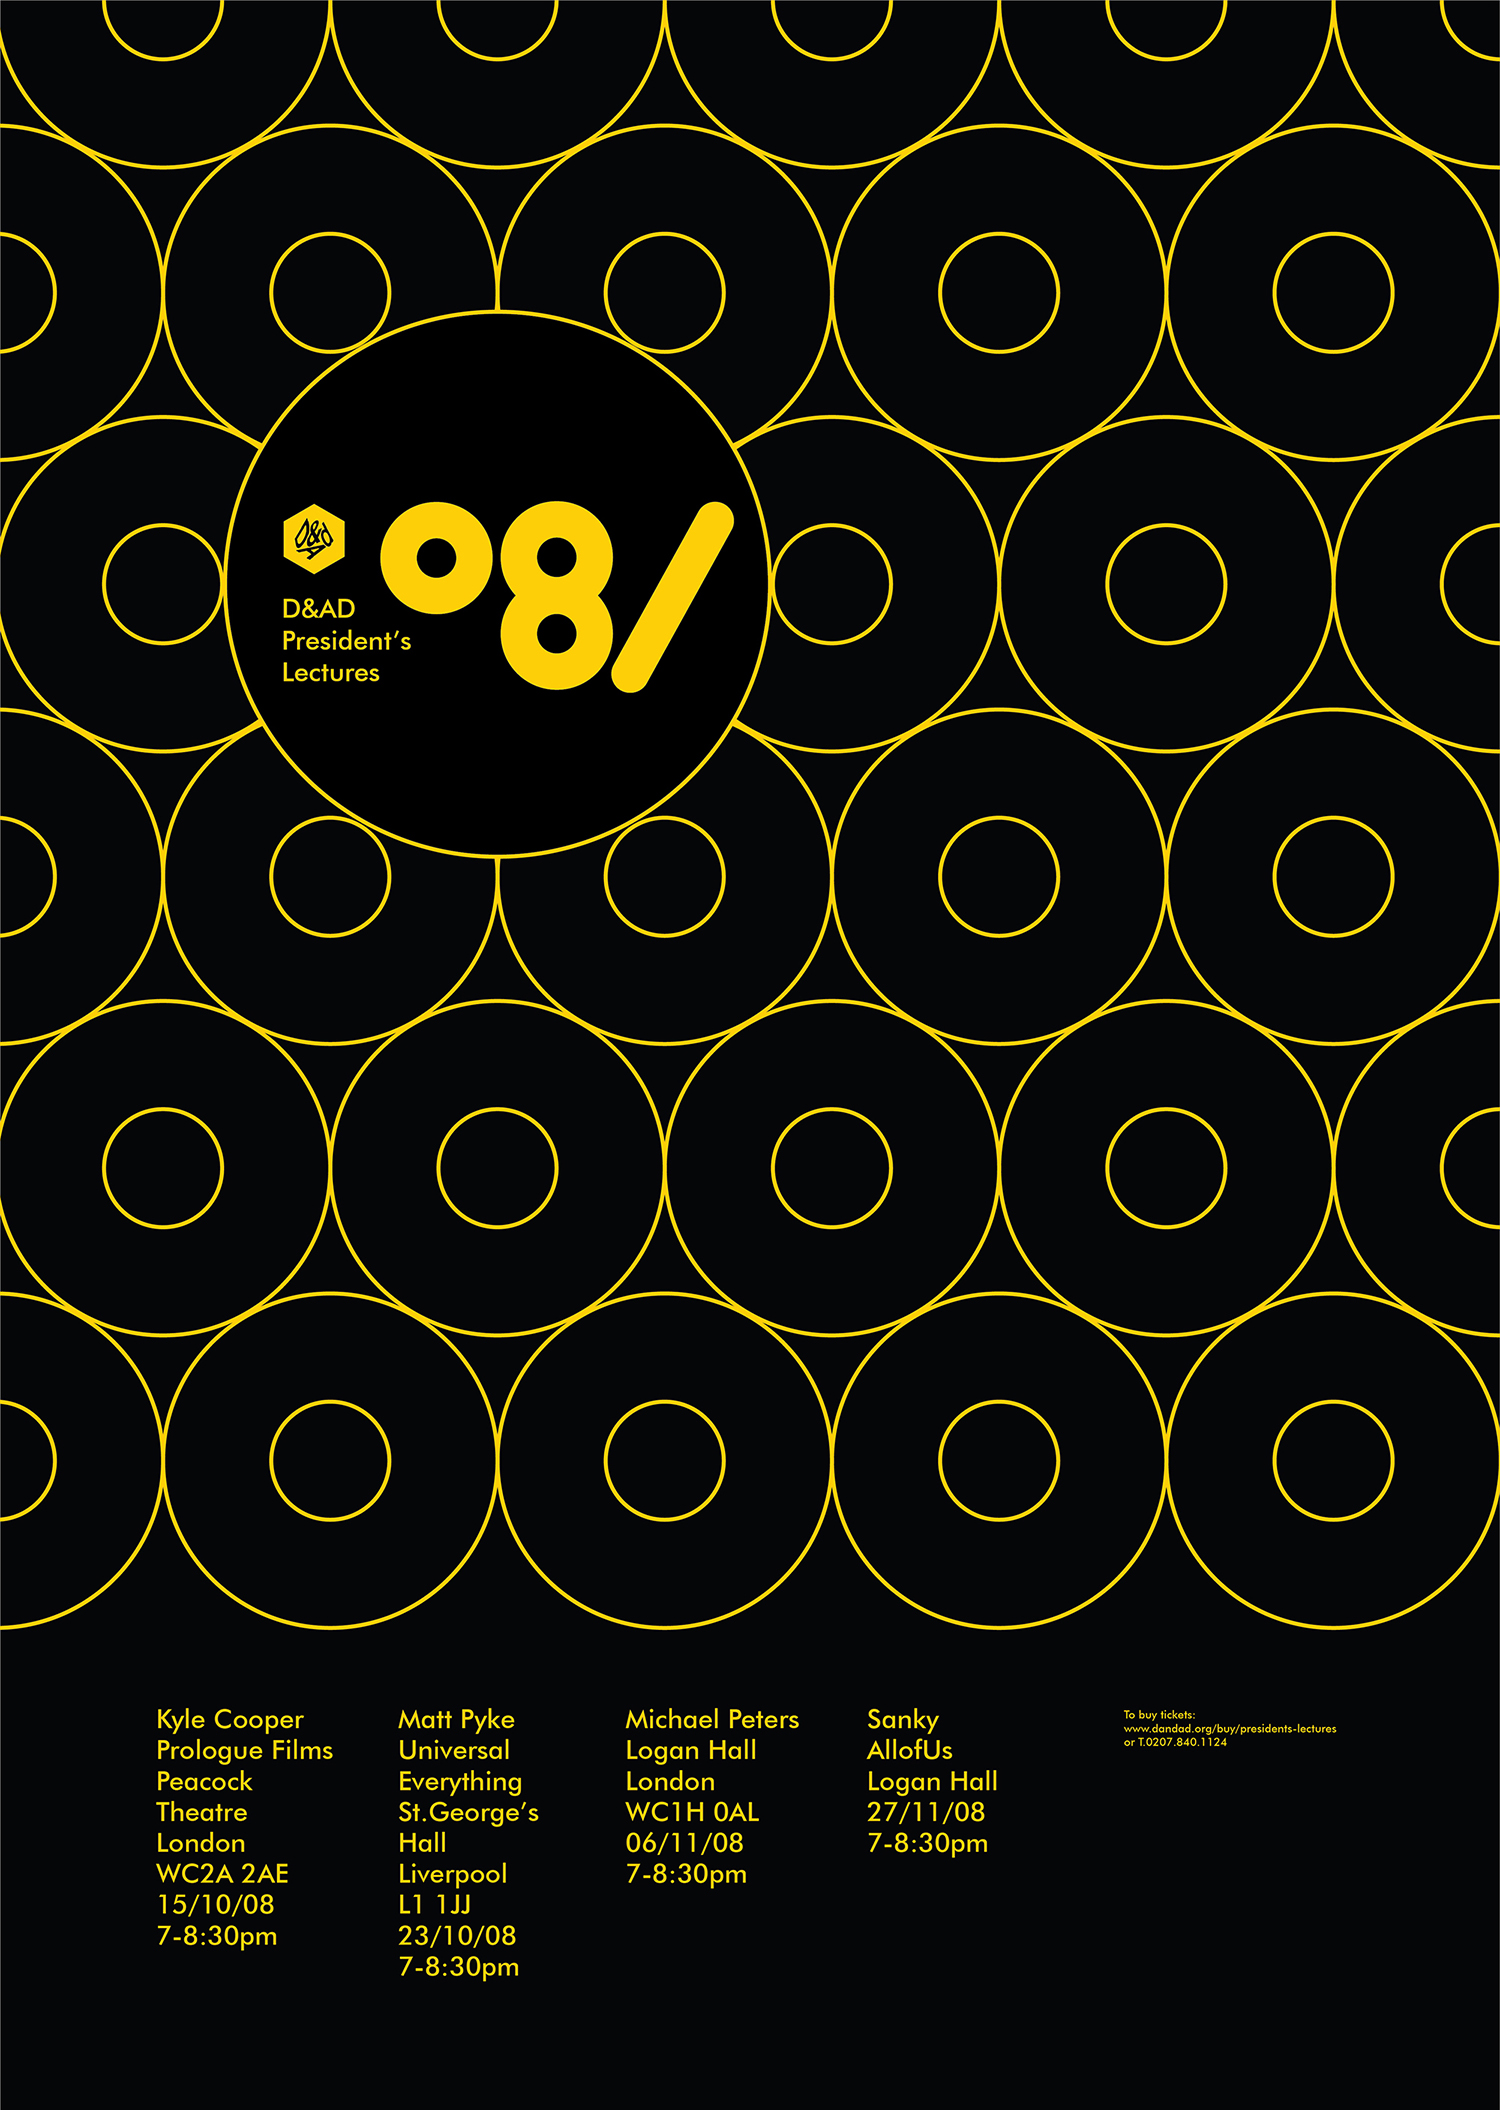 D&AD
08/
D&AD
President's
Lectures
Kyle Cooper
Prologue Films
Peacock
Theatre
London
WC2A 2AE
15/10/08
7-8:30pm
Matt Pyke
Universal
Everything
St.George's
Hall
Liverpool
L1 1JJ
23/10/08
7-8:30pm
Michael Peters
Logan Hall
London
WC1H 0AL
06/11/08
7-8:30pm
Sanky
AllofUs
Logan Hall
27/11/08
7-8:30pm
To buy tickets:
www.dandad.org/buy/presidents-lectures
or T.0207.840.1124